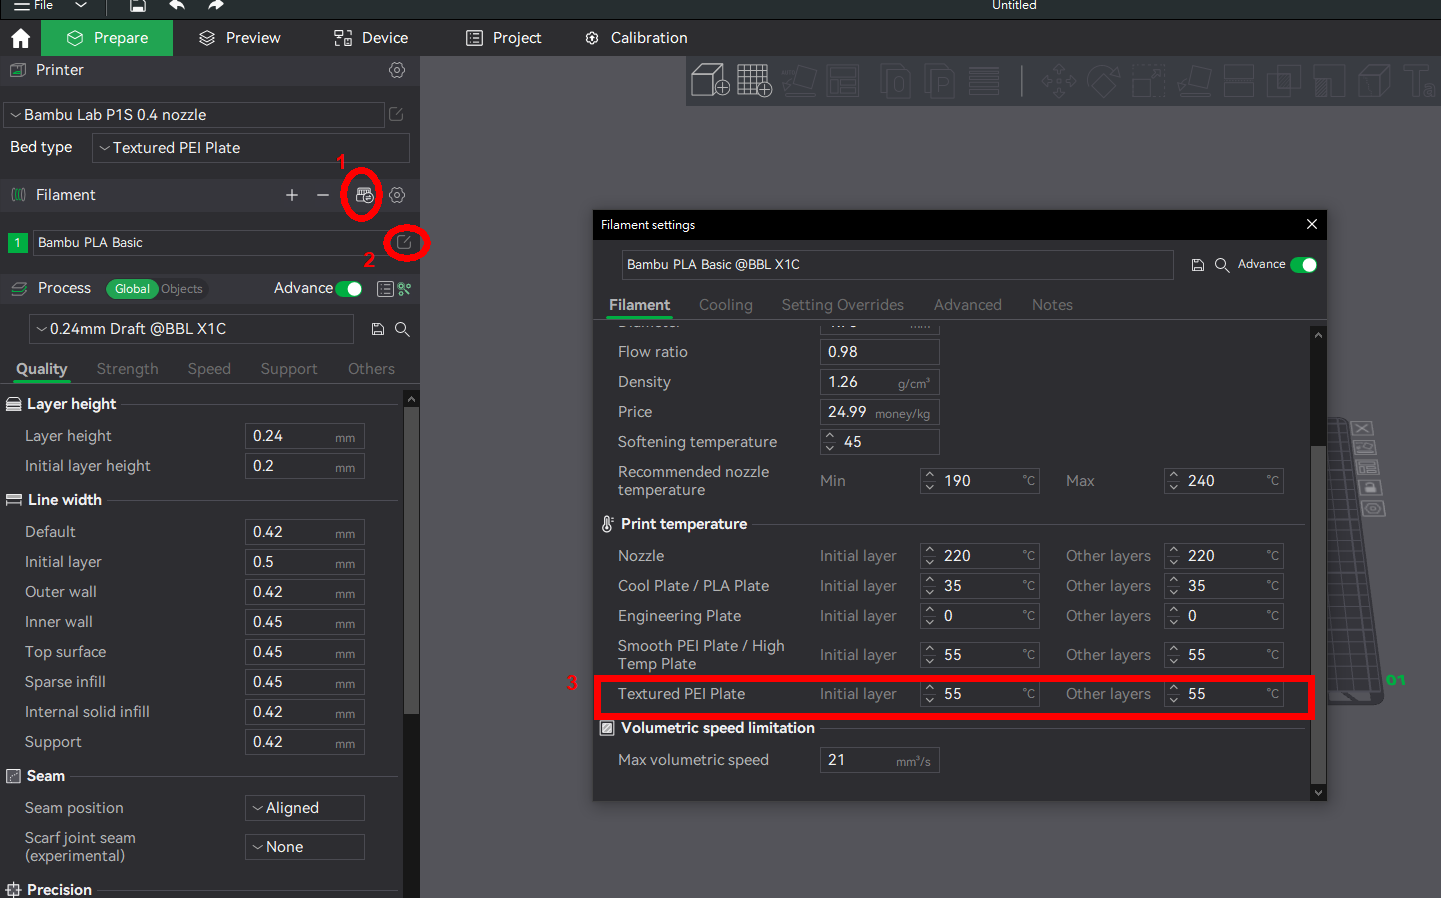 File
Untitled
Prepare
Preview
Device
Project
Calibration
Printer
Bambu Lab P1S 0.4 nozzle
Bed type
Textured PEI Plate
1
Filament
1
Bambu PLA Basic
2
Process
Global
Objects
Advance
0.24mm Draft @BBL X1C
Quality
Strength
Speed
Support
Others
Layer height
Layer height 0.24 mm
Initial layer height 0.2 mm
Line width
Default 0.42 mm
Initial layer 0.5 mm
Outer wall 0.42 mm
Inner wall 0.45 mm
Top surface 0.45 mm
Sparse infill 0.45 mm
Internal solid infill 0.42 mm
Support 0.42 mm
Seam
Seam position Aligned
Scarf joint seam
(experimental) None
Precision
Filament settings
Bambu PLA Basic @BBL X1C
Advance
Filament
Cooling
Setting Overrides
Advanced
Notes
Diameter 1.75 mm
Flow ratio 0.98
Density 1.26 g/cm³
Price 24.99 money/kg
Softening temperature 45
Recommended nozzle
temperature Min 190 °C Max 240 °C
Print temperature
Nozzle Initial layer 220 °C Other layers 220 °C
Cool Plate / PLA Plate Initial layer 35 °C Other layers 35 °C
Engineering Plate Initial layer 0 °C Other layers 0 °C
Smooth PEI Plate / High
Temp Plate Initial layer 55 °C Other layers 55 °C
3
Textured PEI Plate Initial layer 55 °C Other layers 55 °C
Volumetric speed limitation
Max volumetric speed 21 mm³/s
01